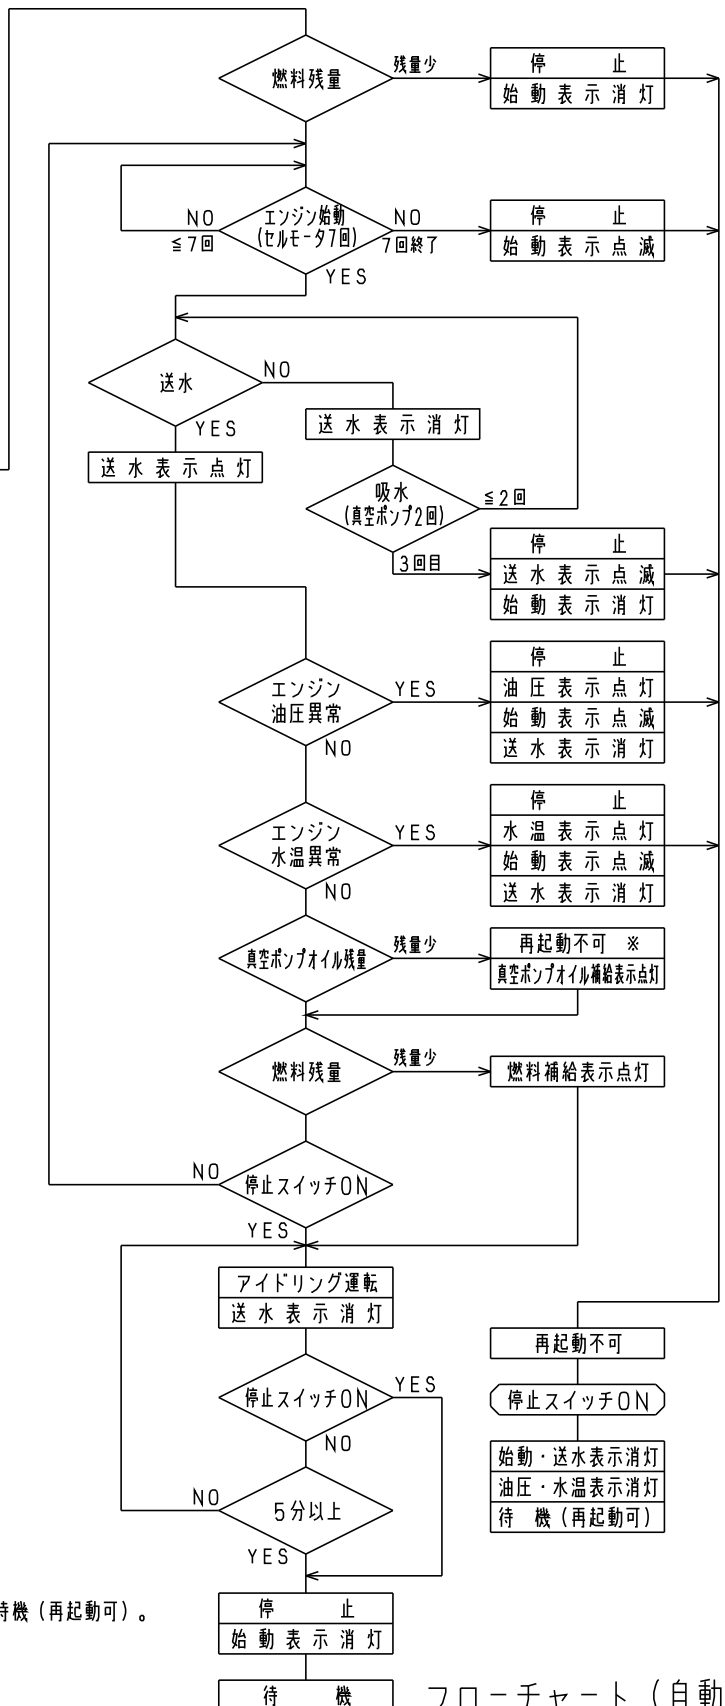 燃料残量
残量少
停 止
始動表示消灯
エンジン始動
(セルモータ7回)
NO
≦7回
NO
7回終了
停 止
始動表示点滅
YES
送水
NO
YES
送水表示消灯
送水表示点灯
吸水
(真空ポンプ2回)
≦2回
3回目
停 止
送水表示点滅
始動表示消灯
エンジン
油圧異常
YES
NO
停 止
油圧表示点灯
始動表示点滅
送水表示消灯
エンジン
水温異常
YES
NO
停 止
水温表示点灯
始動表示点滅
送水表示消灯
真空ポンプオイル残量
残量少
再起動不可 ※
真空ポンプオイル補給表示点灯
燃料残量
残量少
燃料補給表示点灯
停止スイッチON
NO
YES
アイドリング運転
送水表示消灯
停止スイッチON
YES
NO
5分以上
NO
YES
停 止
始動表示消灯
待 機
再起動不可
停止スイッチON
始動・送水表示消灯
油圧・水温表示消灯
待 機(再起動可)
待機(再起動可)。
フローチャート(自動